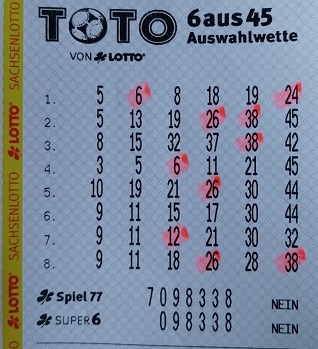 TOTO 6aus45
Auswahlwette
VON LOTTO
1. 5 6 8 18 19 24
2. 5 13 19 26 38 45
3. 8 15 32 37 38 42
4. 3 5 6 11 21 45
5. 10 19 21 26 30 44
6. 9 11 15 17 30 44
7. 9 11 12 21 30 32
8. 9 11 18 26 28 38
Spiel 77 7098338 NEIN
SUPER 6 098338 NEIN
SACHSENLOTTO
LOTTO
SACHSENLOTTO
LOTTO
SACHSENLOTTO
LOTTO